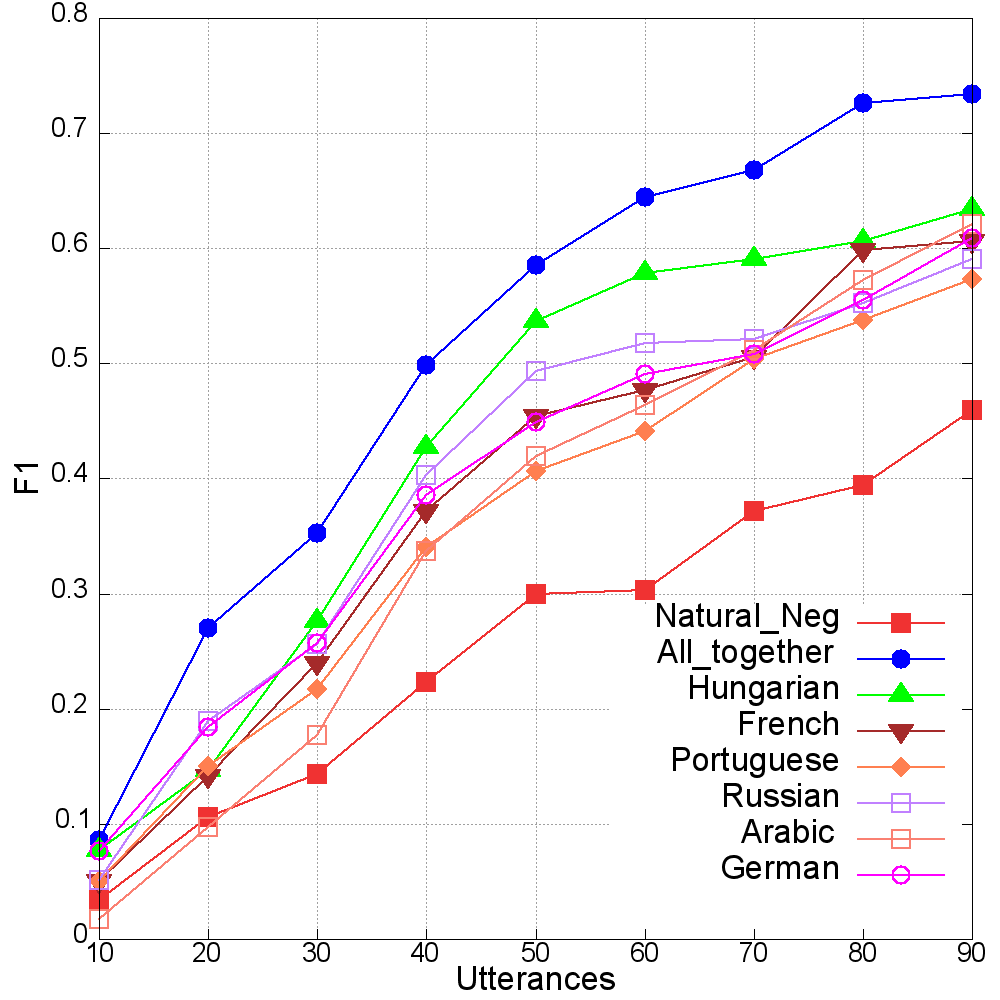 0.8
0.7
0.6
0.5
0.4
0.3
0.2
0.1
0
F1
Natural_Neg
All_together
Hungarian
French
Portuguese
Russian
Arabic
German
10 20 30 40 50 60 70 80 90
Utterances